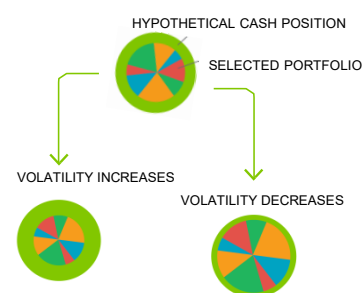 HYPOTHETICAL CASH POSITION
SELECTED PORTFOLIO
VOLATILITY INCREASES
VOLATILITY DECREASES